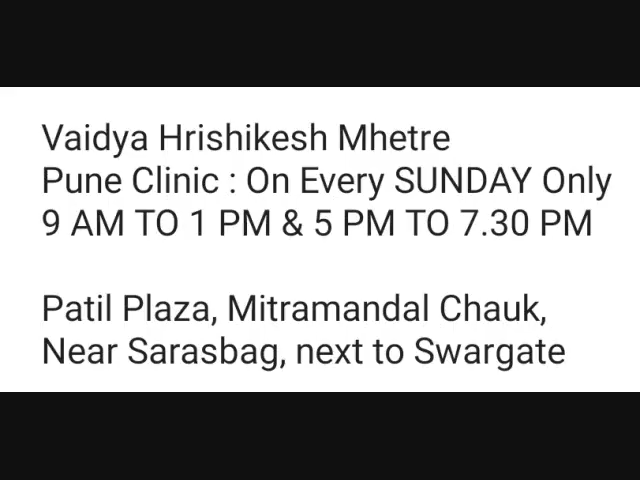 Vaidya Hrishikesh Mhetre
Pune Clinic : On Every SUNDAY Only
9 AM TO 1 PM & 5 PM TO 7.30 PM
Patil Plaza, Mitramandal Chauk,
Near Sarasbag, next to Swargate